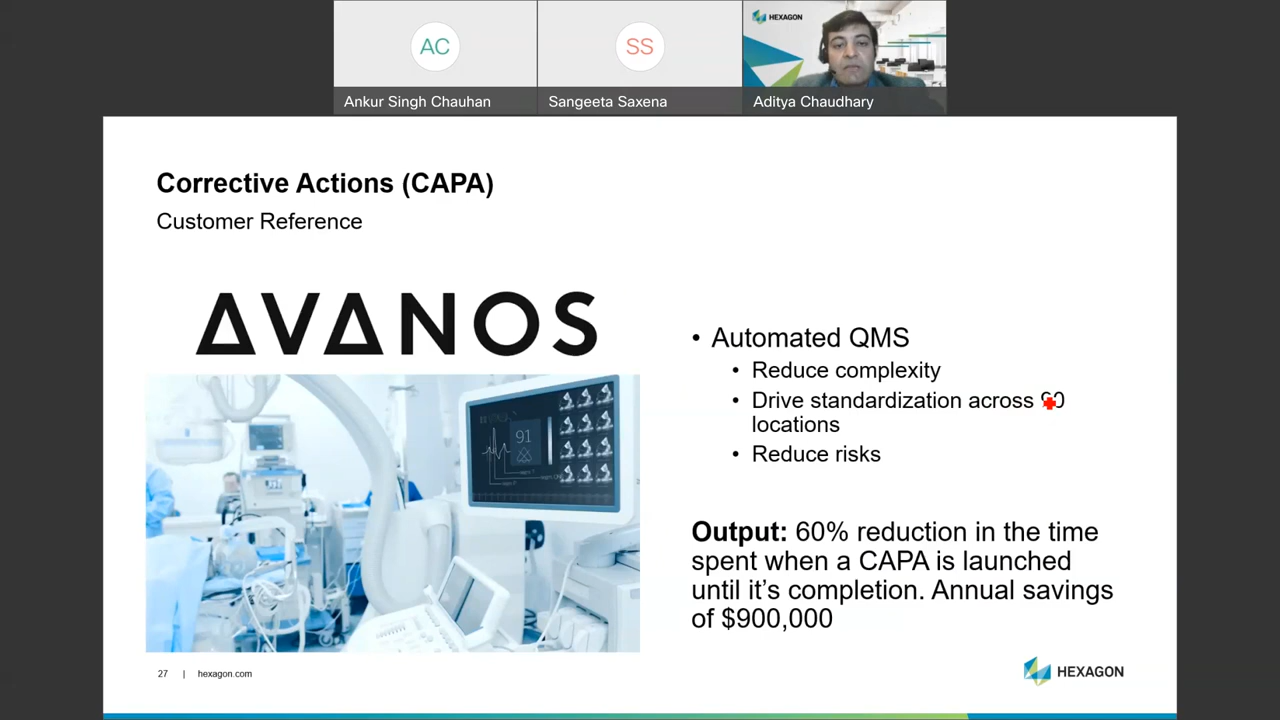 HEXAGON
AC
SS
Ankur Singh Chauhan
Sangeeta Saxena
Aditya Chaudhary
Corrective Actions (CAPA)
Customer Reference
AVANOS
91
• Automated QMS
• Reduce complexity
• Drive standardization across
locations
• Reduce risks
Output: 60% reduction in the time
spent when a CAPA is launched
until it's completion. Annual savings
of $900,000
27 | hexagon.com
HEXAGON